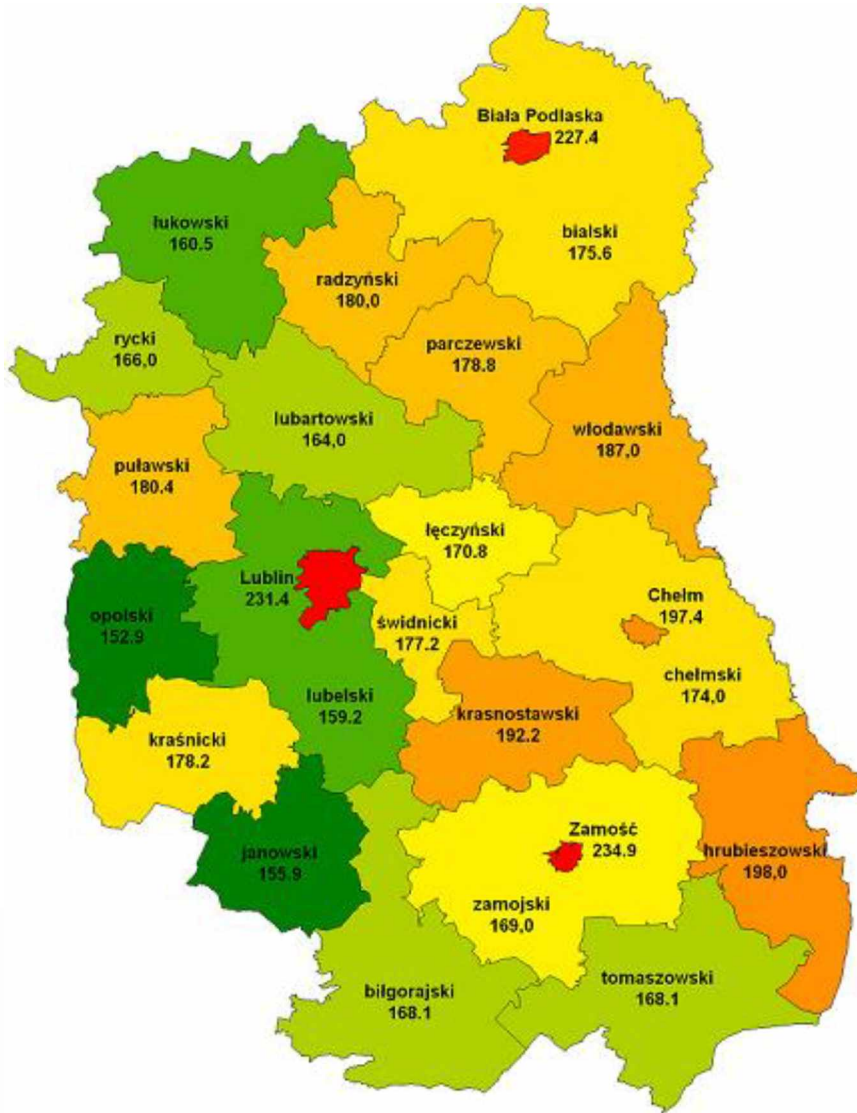 Biała Podlaska
227.4
łukowski
160.5
bialski
175.6
radzyński
180,0
rycki
166,0
parczewski
178.8
lubartowski
164,0
włodawski
187,0
puławski
180.4
łęczyński
170.8
Lublin
231.4
Chełm
197.4
opolski
152.9
świdnicki
177.2
chełmski
174,0
lubelski
159.2
krasnostawski
192.2
kraśnicki
178.2
Zamość
234.9
hrubieszowski
198,0
janowski
155.9
zamojski
169,0
tomaszowski
168.1
biłgorajski
168.1